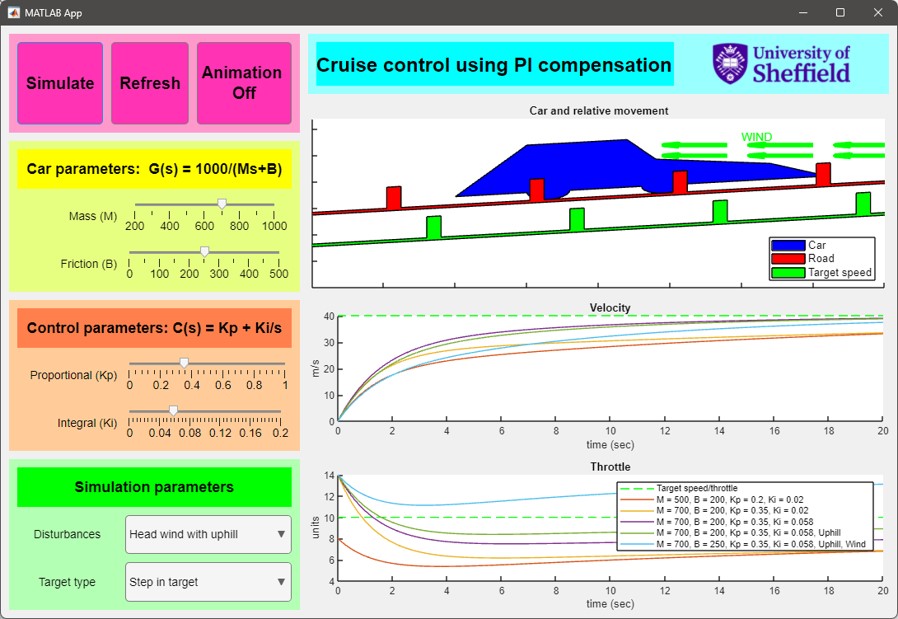 MATLAB App
Simulate
Refresh
Animation
Off
Cruise control using PI compensation
University of
Sheffield
Car parameters: G(s) = 1000/(Ms+B)
Mass (M)
200 400 600 800 1000
Friction (B)
0 100 200 300 400 500
Control parameters: C(s) = Kp + Ki/s
Proportional (Kp)
0 0.2 0.4 0.6 0.8 1
Integral (Ki)
0 0.04 0.08 0.12 0.16 0.2
Simulation parameters
Disturbances
Head wind with uphill
Target type
Step in target
Car and relative movement
WIND
Car
Road
Target speed
Velocity
40
30
20
10
0
m/s
0 2 4 6 8 10 12 14 16 18 20
time (sec)
Throttle
14
12
10
8
6
4
units
Target speed/throttle
M = 500, B = 200, Kp = 0.2, Ki = 0.02
M = 700, B = 200, Kp = 0.35, Ki = 0.02
M = 700, B = 200, Kp = 0.35, Ki = 0.058
M = 700, B = 200, Kp = 0.35, Ki = 0.058, Uphill
M = 700, B = 250, Kp = 0.35, Ki = 0.058, Uphill, Wind
0 2 4 6 8 10 12 14 16 18 20
time (sec)